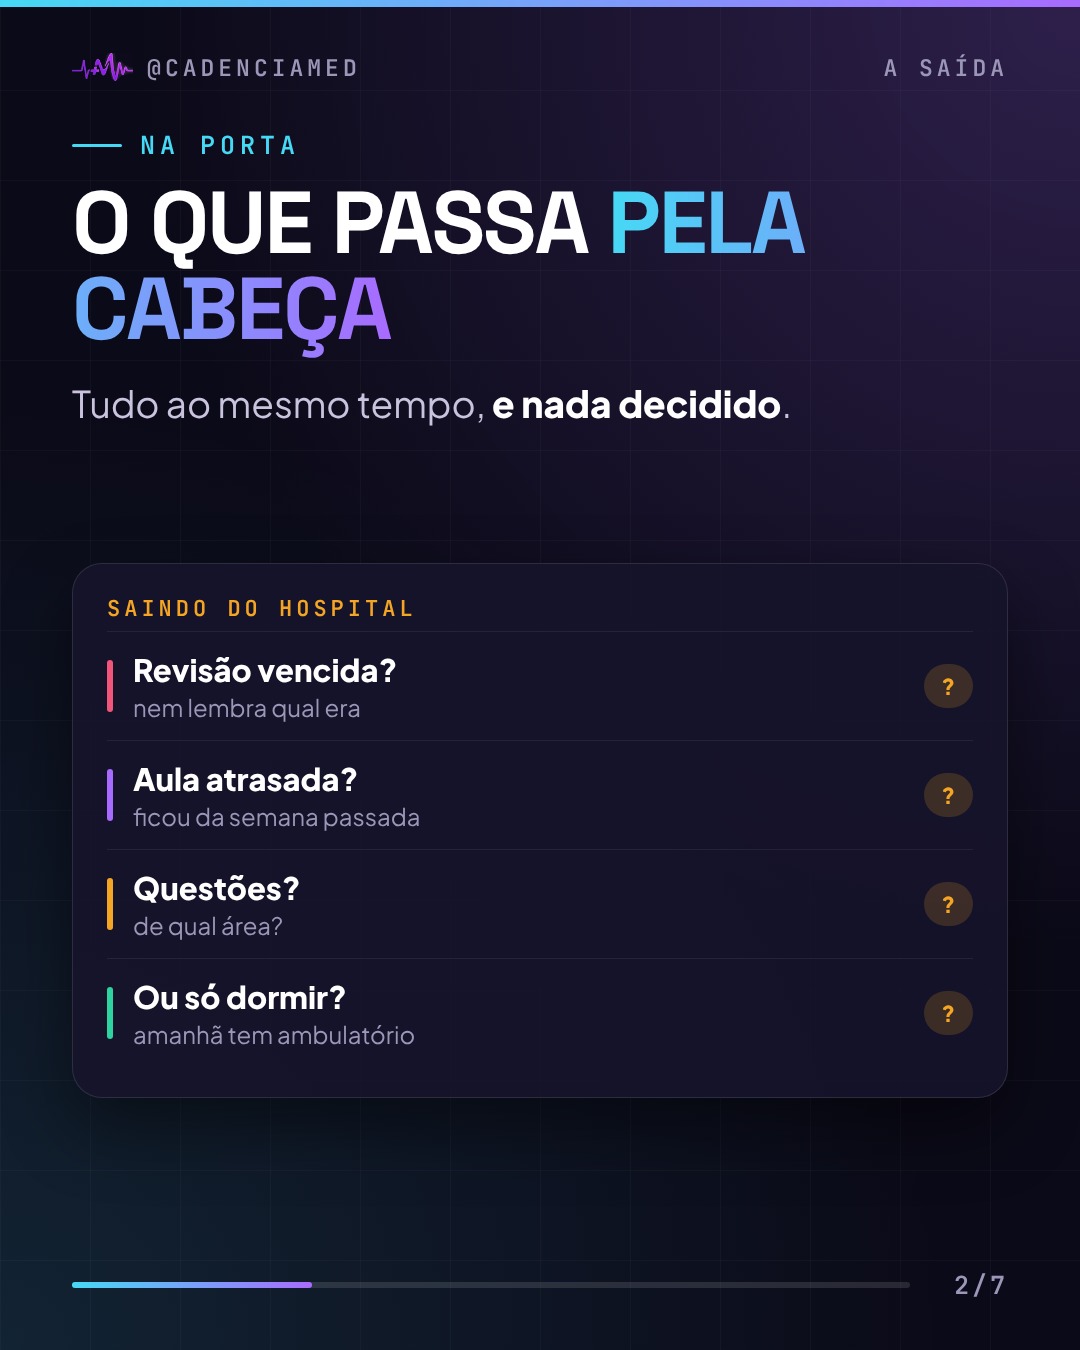 @CADENCIAMED
A SAÍDA
NA PORTA
O QUE PASSA PELA
CABEÇA
Tudo ao mesmo tempo, e nada decidido.
SAINDO DO HOSPITAL
Revisão vencida?
nem lembra qual era
?
Aula atrasada?
ficou da semana passada
?
Questões?
de qual área?
?
Ou só dormir?
amanhã tem ambulatório
?
2/7